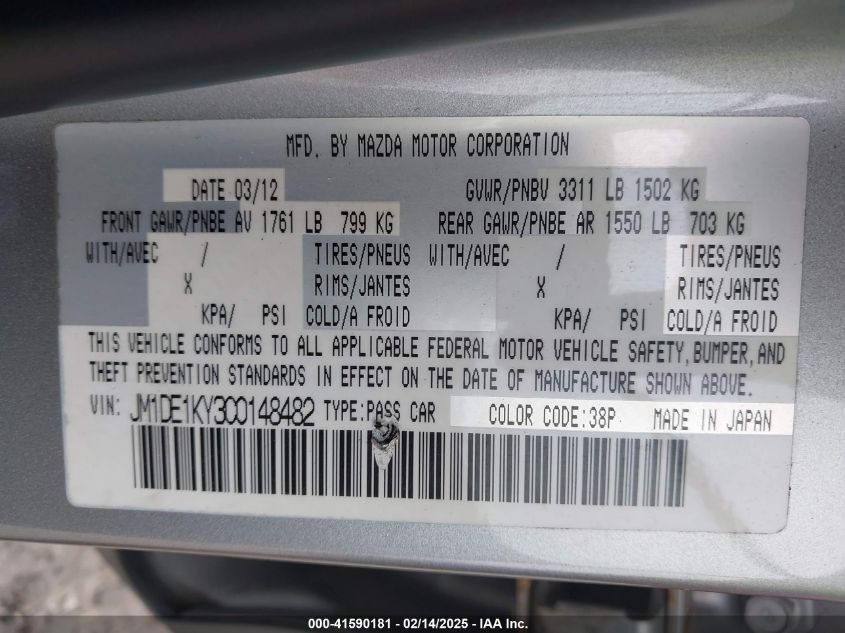 MFD. BY MAZDA MOTOR CORPORATION
DATE 03/12 GVWR/PNBV 3311 LB 1502 KG
FRONT GAWR/PNBE AV 1761 LB 799 KG REAR GAWR/PNBE AR 1550 LB 703 KG
WITH/AVEC / TIRES/PNEUS WITH/AVEC / TIRES/PNEUS
X RIMS/JANTES X RIMS/JANTES
KPA/ PSI COLD/A FROID KPA/ PSI COLD/A FROID
THIS VEHICLE CONFORMS TO ALL APPLICABLE FEDERAL MOTOR VEHICLE SAFETY, BUMPER, AND
THEFT PREVENTION STANDARDS IN EFFECT ON THE DATE OF MANUFACTURE SHOWN ABOVE.
VIN: JM1DE1KY3C0148482 TYPE:PASS CAR COLOR CODE:38P MADE IN JAPAN
000-41590181 - 02/14/2025 - IAA Inc.